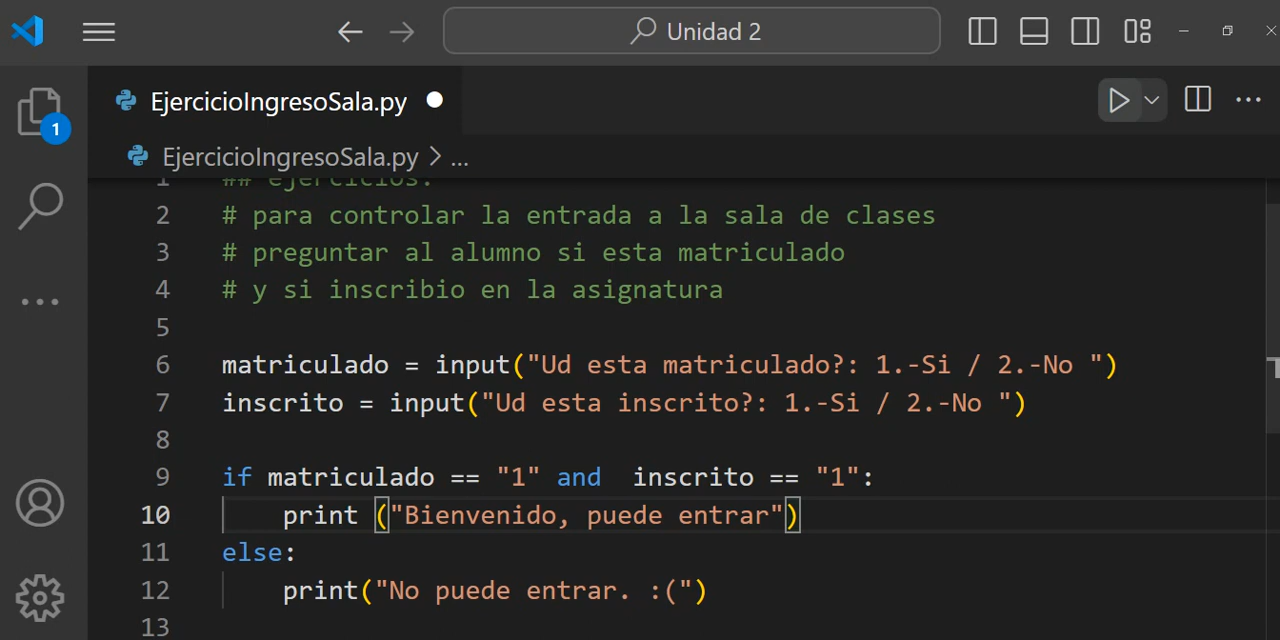 Unidad 2
EjercicioIngresoSala.py
1
EjercicioIngresoSala.py > ...
1 ## ejercicios:
2 # para controlar la entrada a la sala de clases
3 # preguntar al alumno si esta matriculado
4 # y si inscribio en la asignatura
5
6 matriculado = input("Ud esta matriculado?: 1.-Si / 2.-No ")
7 inscrito = input("Ud esta inscrito?: 1.-Si / 2.-No ")
8
9 if matriculado == "1" and  inscrito == "1":
10     print ("Bienvenido, puede entrar")
11 else:
12     print("No puede entrar. :(")
13